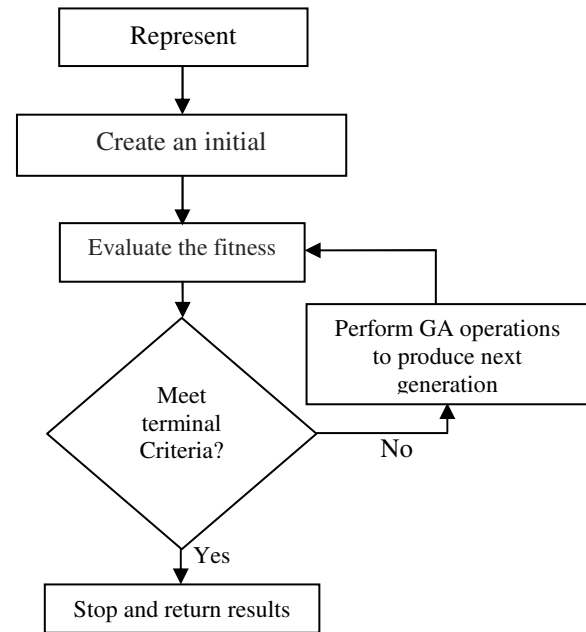 Represent
Create an initial
Evaluate the fitness
Perform GA operations
to produce next
generation
Meet
terminal
Criteria?
No
Yes
Stop and return results